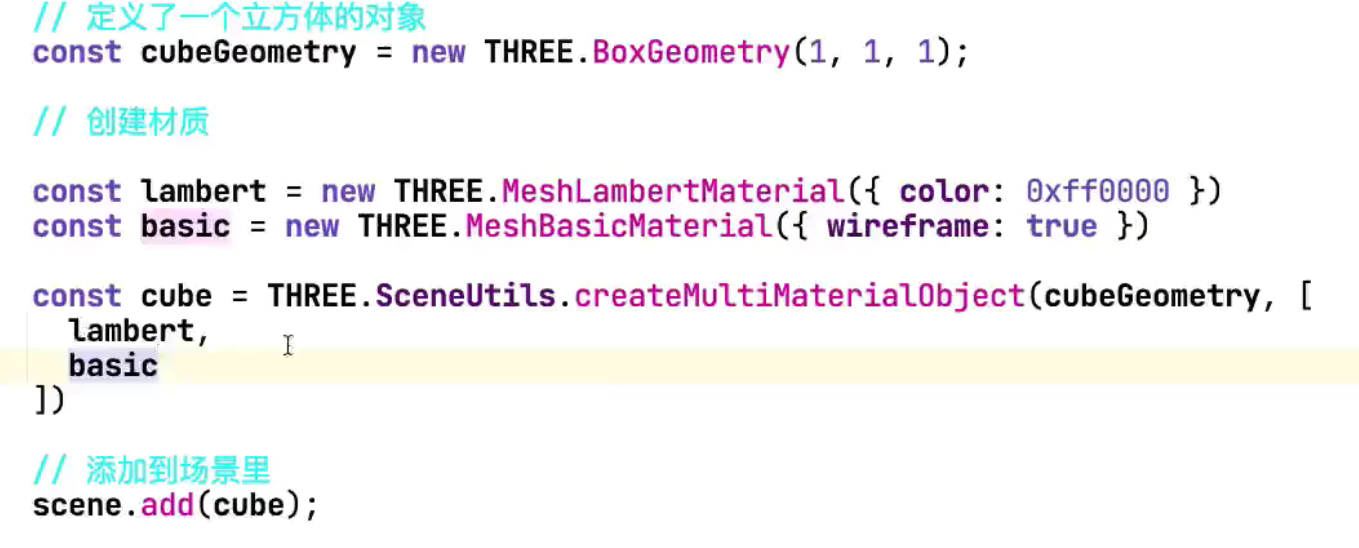 // 定义了一个立方体的对象
const cubeGeometry = new THREE.BoxGeometry(1, 1, 1);
// 创建材质
const lambert = new THREE.MeshLambertMaterial({ color: 0xff0000 })
const basic = new THREE.MeshBasicMaterial({ wireframe: true })
const cube = THREE.SceneUtils.createMultiMaterialObject(cubeGeometry, [
  lambert,
  basic
])
// 添加到场景里
scene.add(cube);